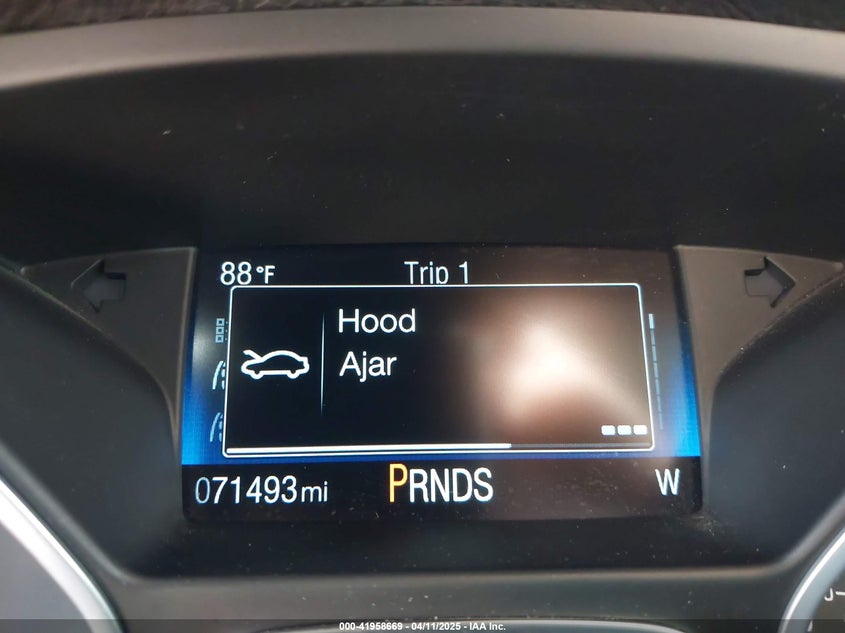 88°F Trip 1
Hood
Ajar
071493mi PRNDS W
000-41958669 - 04/11/2025 - IAA Inc.